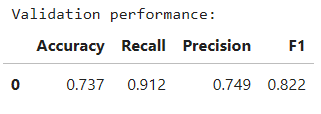 Validation performance:
Accuracy Recall Precision F1
0 0.737 0.912 0.749 0.822